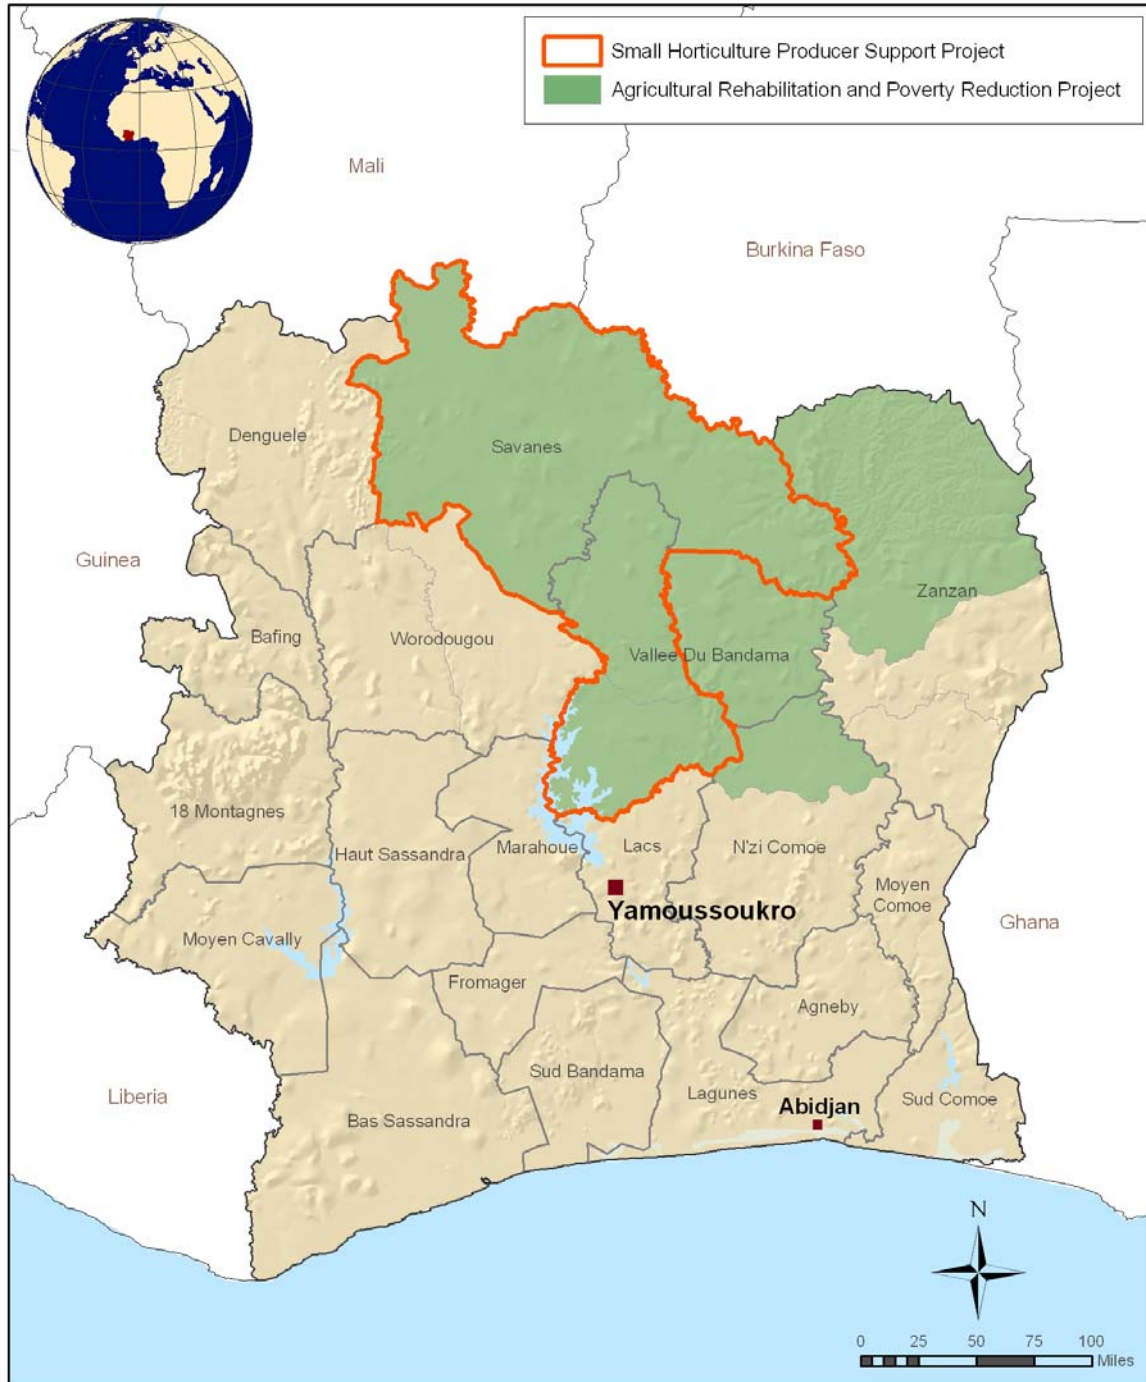 Small Horticulture Producer Support Project
Agricultural Rehabilitation and Poverty Reduction Project
Mali
Burkina Faso
Denguele
Savanes
Guinea
Zanzan
Bafing
Worodougou
Vallee Du Bandama
18 Montagnes
Haut Sassandra
Marahoue
Lacs
N'zi Comoe
Moyen
Comoe
Yamoussoukro
Ghana
Moyen Cavally
Fromager
Agneby
Sud Bandama
Lagunes
Abidjan
Sud Comoe
Liberia
Bas Sassandra
N
0 25 50 75 100
Miles